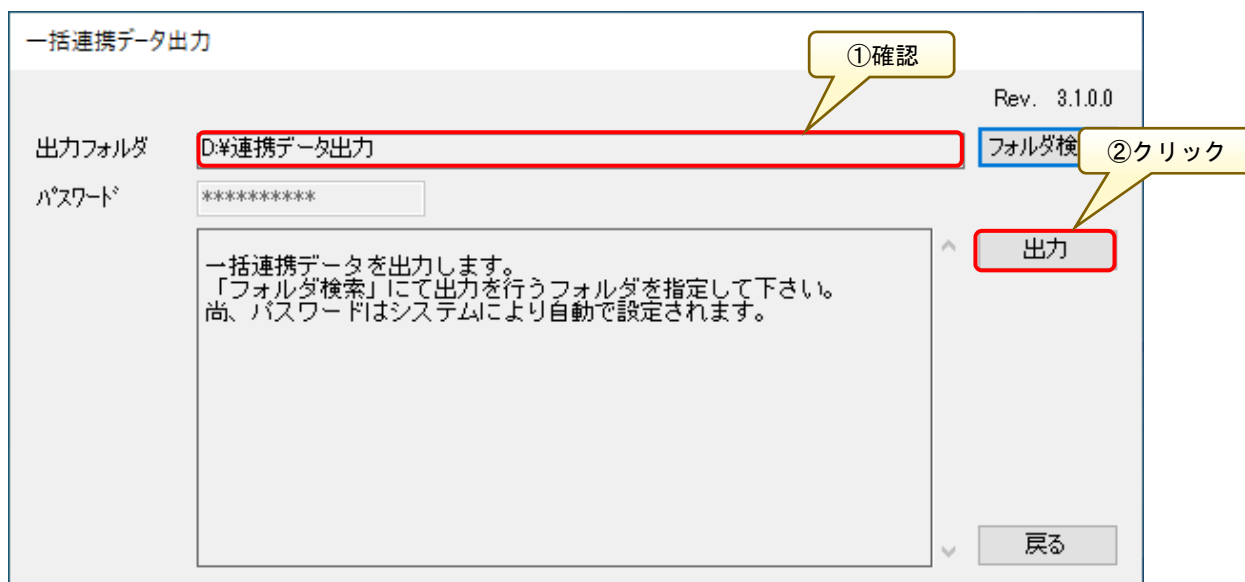 一括連携データ出力
①確認
Rev. 3.1.0.0
出力フォルダ
D:¥連携データ出力
フォルダ検
②クリック
パスワード
**********
出力
一括連携データを出力します。
「フォルダ検索」にて出力を行うフォルダを指定して下さい。
尚、パスワードはシステムにより自動で設定されます。
戻る